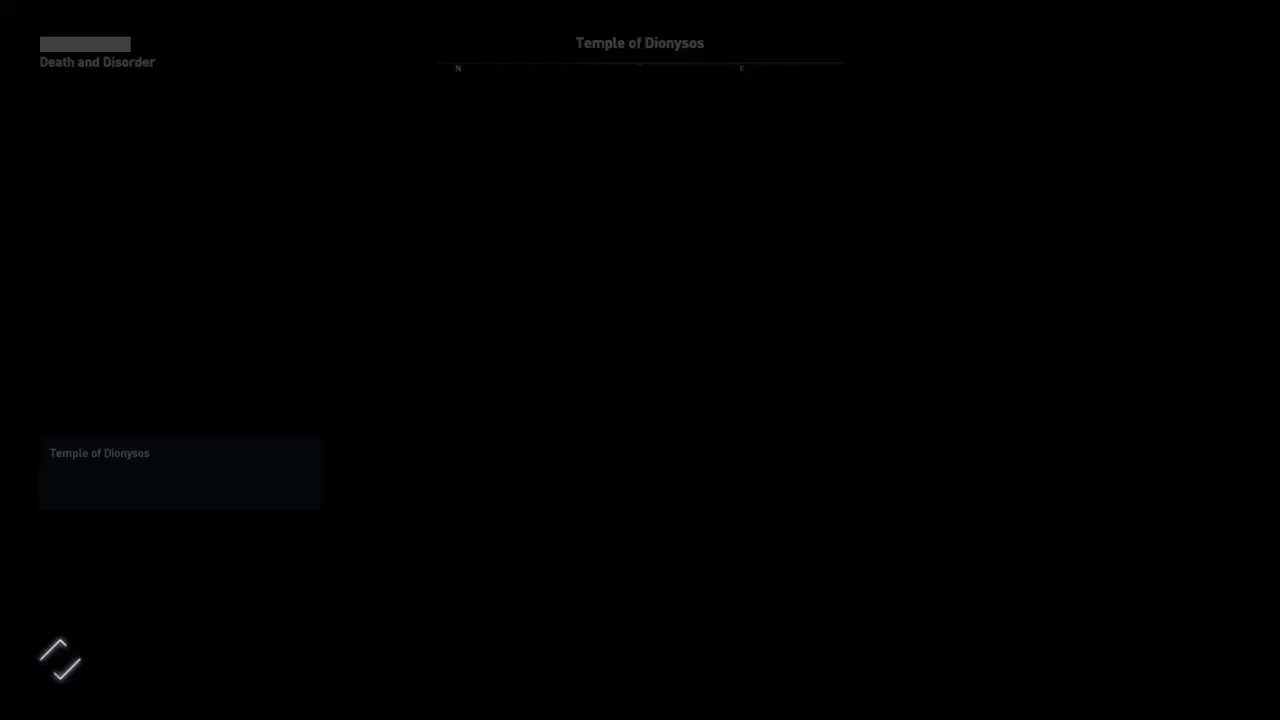 Temple of Dionysos
Death and Disorder
N
E
Temple of Dionysos